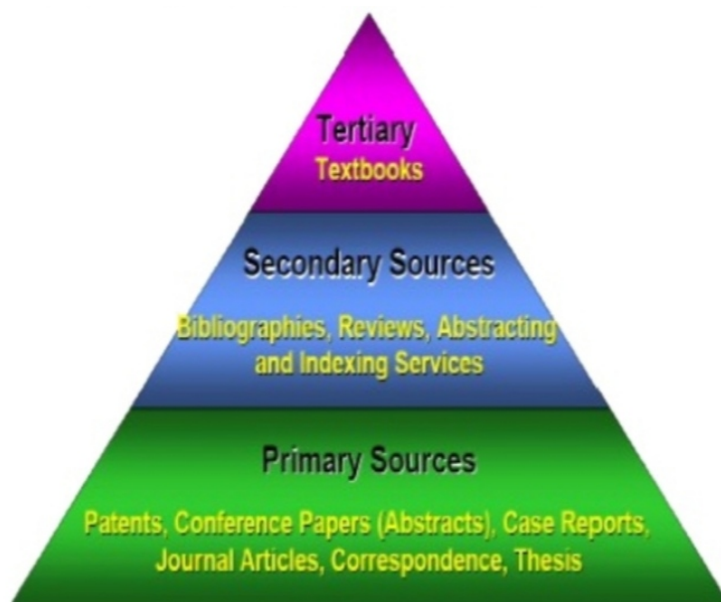 Tertiary
Textbooks
Secondary Sources
Bibliographies, Reviews, Abstracting
and Indexing Services
Primary Sources
Patents, Conference Papers (Abstracts), Case Reports,
Journal Articles, Correspondence, Thesis